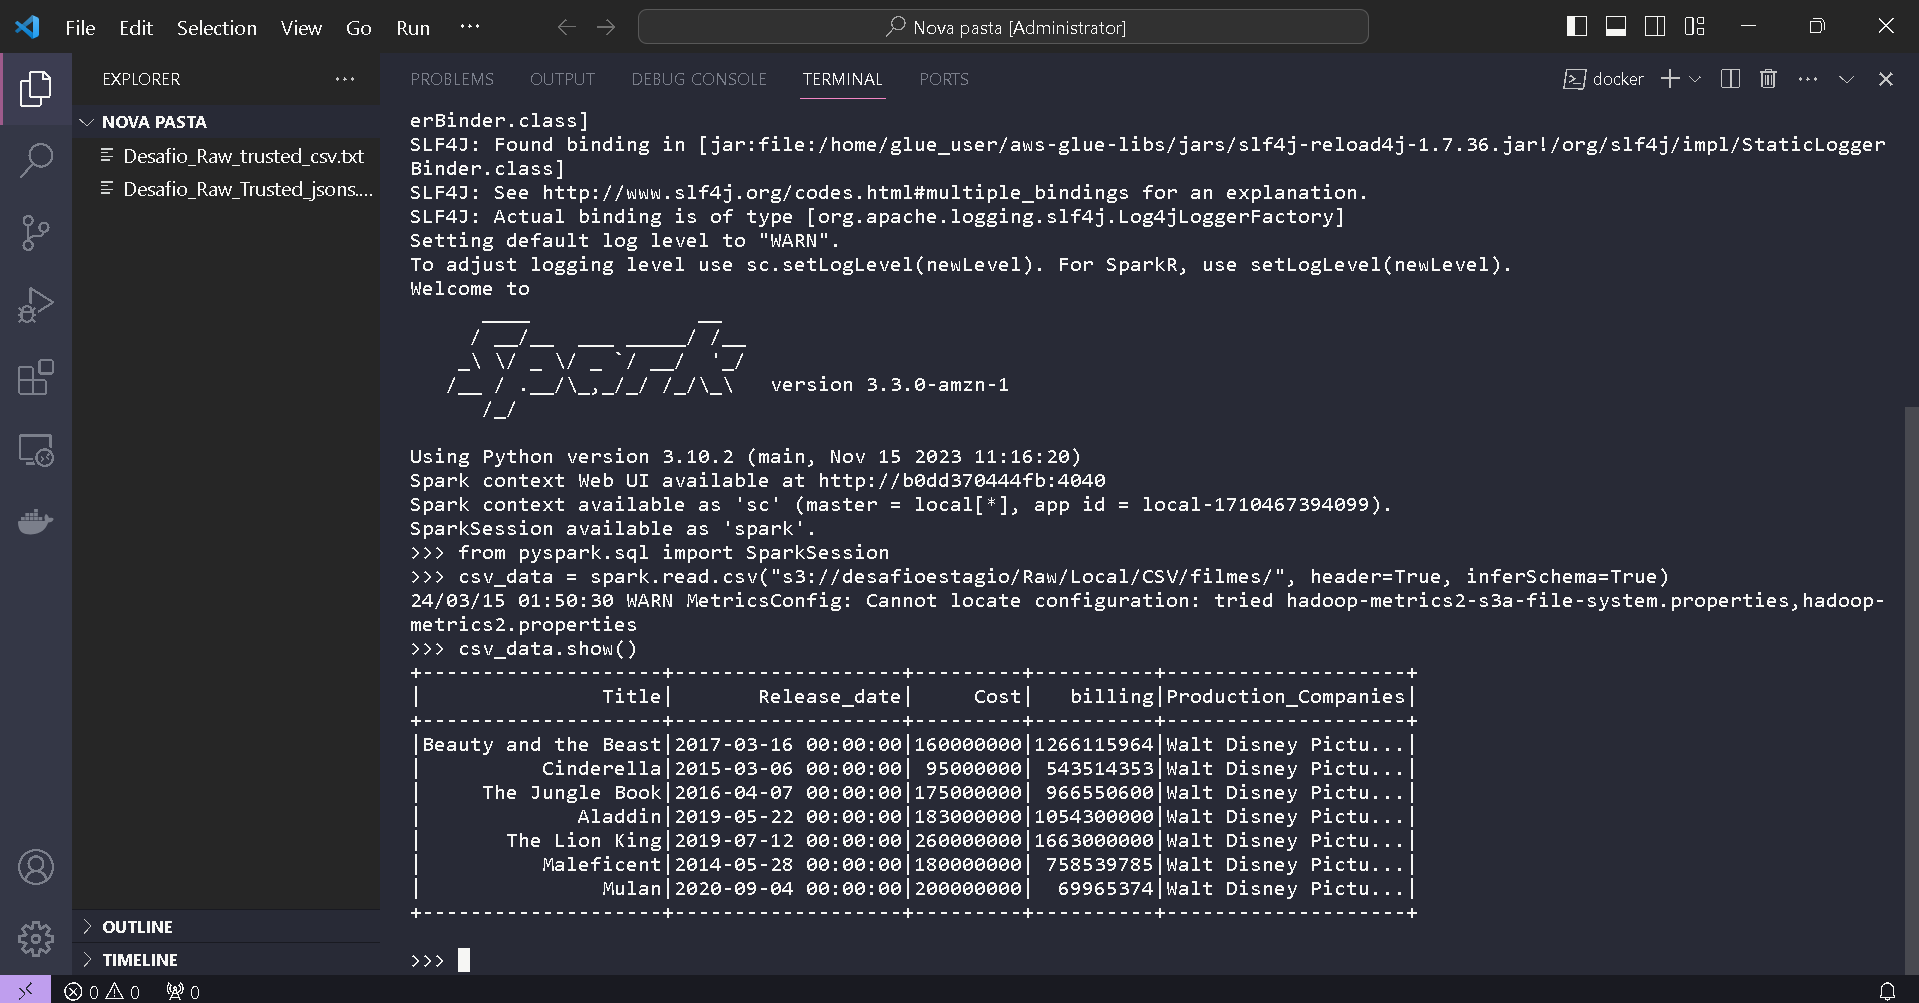 File Edit Selection View Go Run ··· Nova pasta [Administrator]
EXPLORER ···
NOVA PASTA
Desafio_Raw_trusted_csv.txt
Desafio_Raw_Trusted_jsons....
OUTLINE
TIMELINE
PROBLEMS OUTPUT DEBUG CONSOLE TERMINAL PORTS docker
erBinder.class]
SLF4J: Found binding in [jar:file:/home/glue_user/aws-glue-libs/jars/slf4j-reload4j-1.7.36.jar!/org/slf4j/impl/StaticLogger
Binder.class]
SLF4J: See http://www.slf4j.org/codes.html#multiple_bindings for an explanation.
SLF4J: Actual binding is of type [org.apache.logging.slf4j.Log4jLoggerFactory]
Setting default log level to "WARN".
To adjust logging level use sc.setLogLevel(newLevel). For SparkR, use setLogLevel(newLevel).
Welcome to
      ____              __
     / __/__  ___ _____/ /__
    _\ \/ _ \/ _ `/ __/  '_/
   /__ / .__/\_,_/_/ /_/\_\   version 3.3.0-amzn-1
      /_/
Using Python version 3.10.2 (main, Nov 15 2023 11:16:20)
Spark context Web UI available at http://b0dd370444fb:4040
Spark context available as 'sc' (master = local[*], app id = local-1710467394099).
SparkSession available as 'spark'.
>>> from pyspark.sql import SparkSession
>>> csv_data = spark.read.csv("s3://desafioestagio/Raw/Local/CSV/filmes/", header=True, inferSchema=True)
24/03/15 01:50:30 WARN MetricsConfig: Cannot locate configuration: tried hadoop-metrics2-s3a-file-system.properties,hadoop-
metrics2.properties
>>> csv_data.show()
+--------------------+-------------------+---------+----------+--------------------+
|               Title|       Release_date|     Cost|   billing|Production_Companies|
+--------------------+-------------------+---------+----------+--------------------+
|Beauty and the Beast|2017-03-16 00:00:00|160000000|1266115964|Walt Disney Pictu...|
|          Cinderella|2015-03-06 00:00:00| 95000000| 543514353|Walt Disney Pictu...|
|     The Jungle Book|2016-04-07 00:00:00|175000000| 966550600|Walt Disney Pictu...|
|             Aladdin|2019-05-22 00:00:00|183000000|1054300000|Walt Disney Pictu...|
|       The Lion King|2019-07-12 00:00:00|260000000|1663000000|Walt Disney Pictu...|
|          Maleficent|2014-05-28 00:00:00|180000000| 758539785|Walt Disney Pictu...|
|               Mulan|2020-09-04 00:00:00|200000000|  69965374|Walt Disney Pictu...|
+--------------------+-------------------+---------+----------+--------------------+
>>>
0 0 0